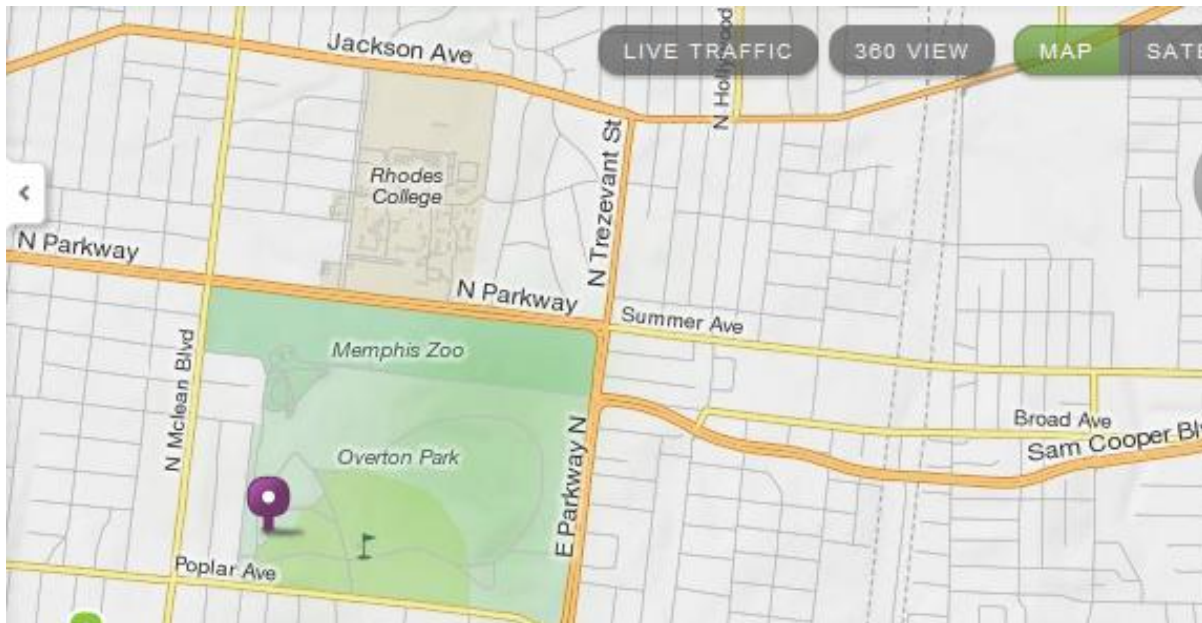 Jackson Ave
LIVE TRAFFIC
360 VIEW
MAP
SATE
N Hollywood
Rhodes
College
N Trezevant St
N Parkway
N Parkway
Summer Ave
Memphis Zoo
N Mclean Blvd
Broad Ave
Sam Cooper Blv
Overton Park
E Parkway N
Poplar Ave